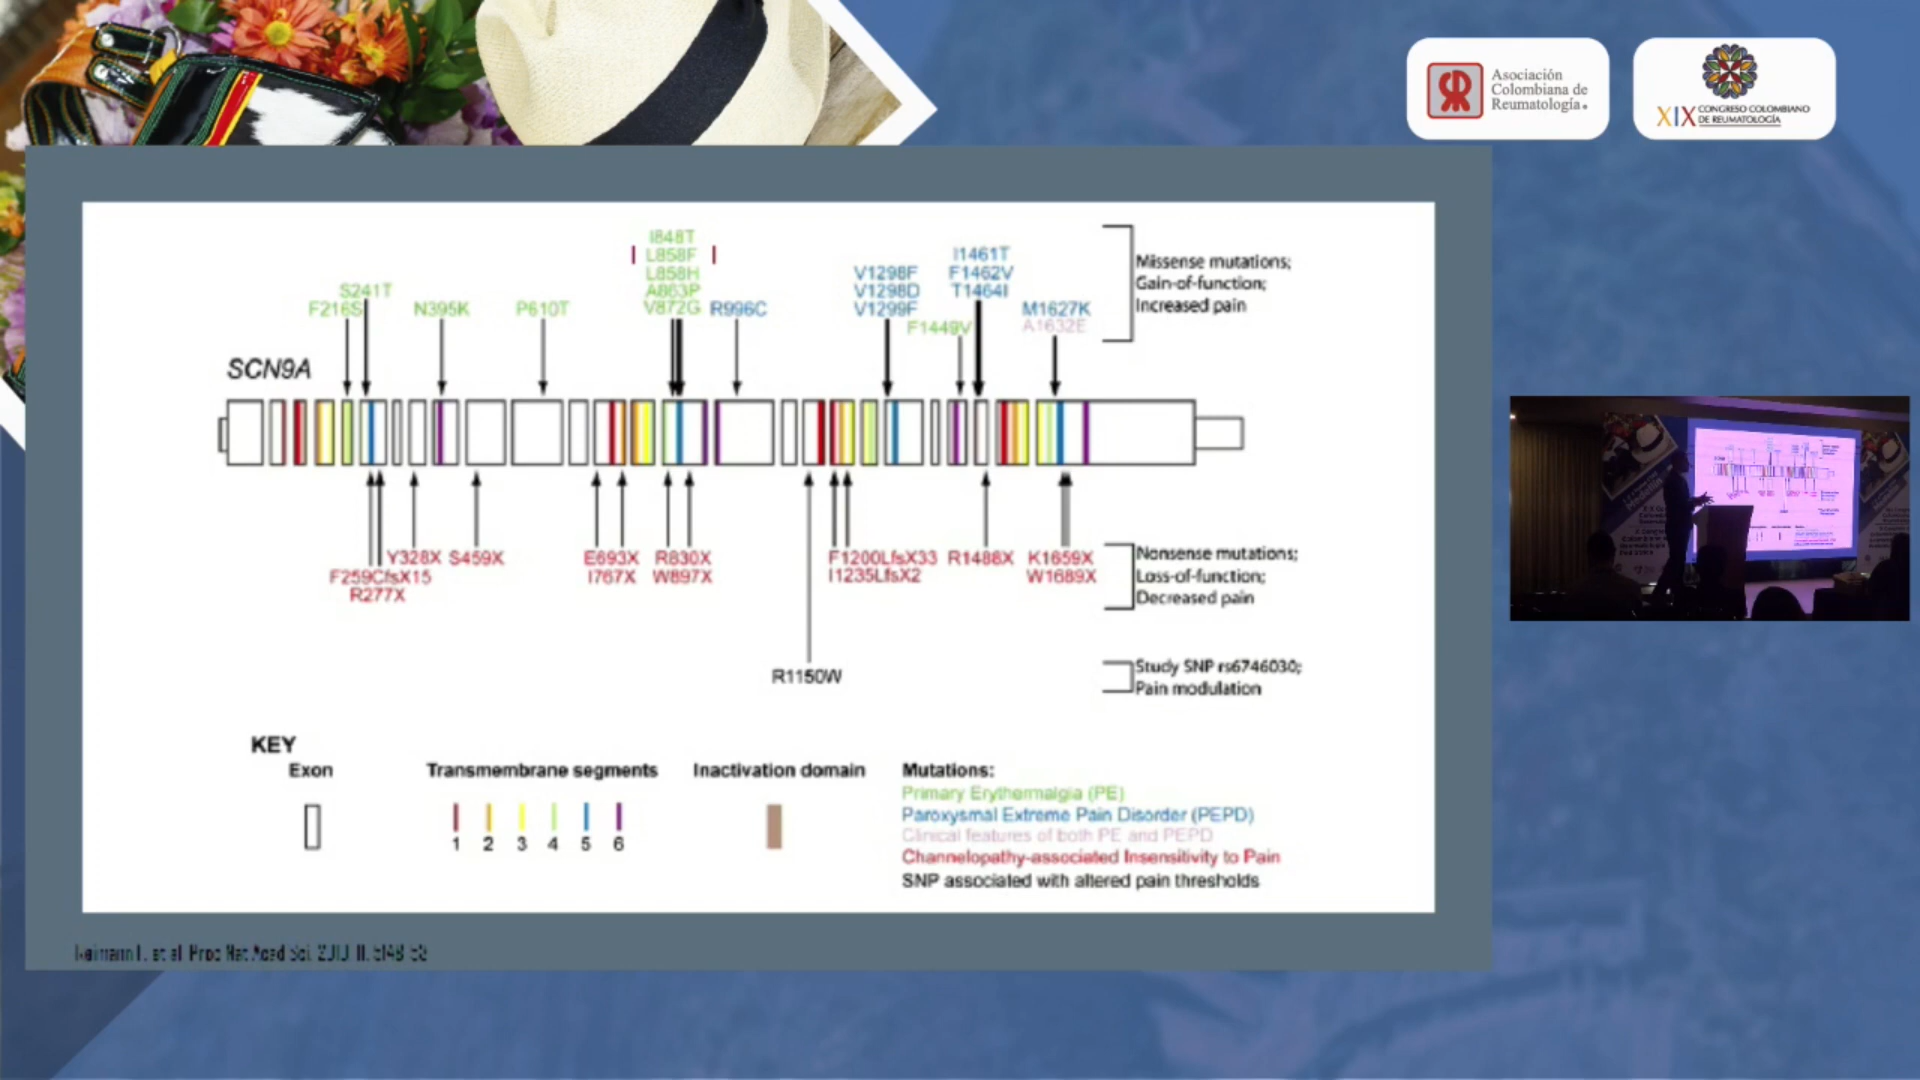 Asociación
Colombiana de
Reumatología.
XIX CONGRESO COLOMBIANO
DE REUMATOLOGÍA
I848T
L858F
L858H
A863P
V872G
S241T
F216S
N395K
P610T
R996C
V1298F
V1298D
V1299F
F1449V
I1461T
F1462V
T1464I
M1627K
A1632E
Missense mutations;
Gain-of-function;
Increased pain
SCN9A
Y328X
S459X
F259CfsX15
R277X
E693X
I767X
R830X
W897X
F1200LfsX33
I1235LfsX2
R1488X
K1659X
W1689X
Nonsense mutations;
Loss-of-function;
Decreased pain
R1150W
Study SNP rs6746030;
Pain modulation
KEY
Exon
Transmembrane segments
1 2 3 4 5 6
Inactivation domain
Mutations:
Primary Erythermalgia (PE)
Paroxysmal Extreme Pain Disorder (PEPD)
Clinical features of both PE and PEPD
Channelopathy-associated Insensitivity to Pain
SNP associated with altered pain thresholds
et al